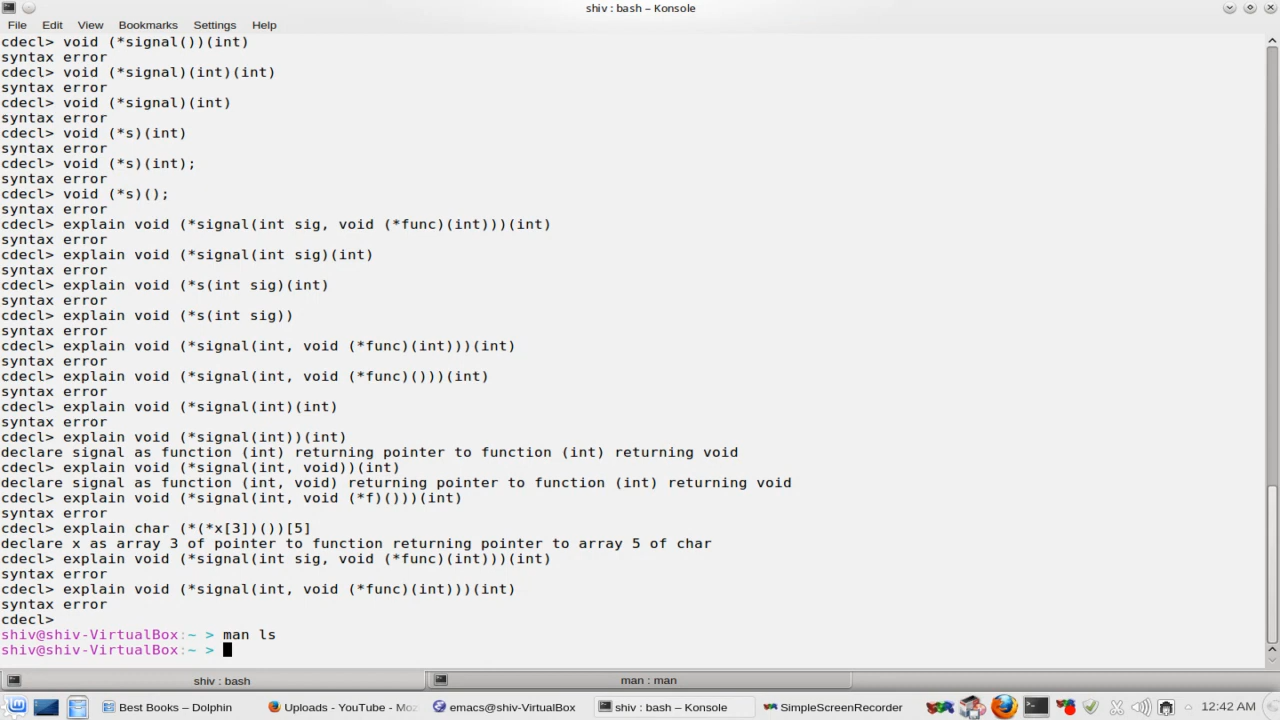 shiv : bash – Konsole
File Edit View Bookmarks Settings Help
cdecl> void (*signal())(int)
syntax error
cdecl> void (*signal)(int)(int)
syntax error
cdecl> void (*signal)(int)
syntax error
cdecl> void (*s)(int)
syntax error
cdecl> void (*s)(int);
syntax error
cdecl> void (*s)();
syntax error
cdecl> explain void (*signal(int sig, void (*func)(int)))(int)
syntax error
cdecl> explain void (*signal(int sig)(int)
syntax error
cdecl> explain void (*s(int sig)(int)
syntax error
cdecl> explain void (*s(int sig))
syntax error
cdecl> explain void (*signal(int, void (*func)(int)))(int)
syntax error
cdecl> explain void (*signal(int, void (*func)()))(int)
syntax error
cdecl> explain void (*signal(int)(int)
syntax error
cdecl> explain void (*signal(int))(int)
declare signal as function (int) returning pointer to function (int) returning void
cdecl> explain void (*signal(int, void))(int)
declare signal as function (int, void) returning pointer to function (int) returning void
cdecl> explain void (*signal(int, void (*f)()))(int)
syntax error
cdecl> explain char (*(*x[3])())[5]
declare x as array 3 of pointer to function returning pointer to array 5 of char
cdecl> explain void (*signal(int sig, void (*func)(int)))(int)
syntax error
cdecl> explain void (*signal(int, void (*func)(int)))(int)
syntax error
cdecl>
shiv@shiv-VirtualBox:~ > man ls
shiv@shiv-VirtualBox:~ >
shiv : bash man : man
Best Books – Dolphin Upload - YouTube - Moz emacs@shiv-VirtualBox shiv : bash – Konsole SimpleScreenRecorder 12:42 AM